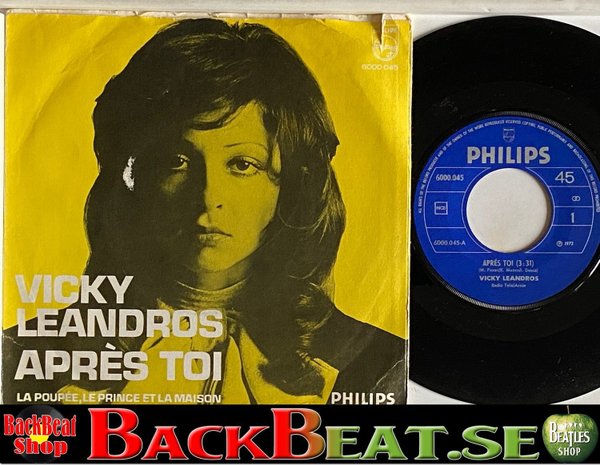 6000 045
VICKY
LEANDROS
APRÈS TOI
LA POUPÉE, LE PRINCE ET LA MAISON
PHILIPS
PHILIPS
6000.045
45
1
6000.045-A
℗ 1972
APRÈS TOI (3:31)
VICKY LEANDROS
BackBeat
Shop
BACKBEAT.SE
BEATLES
SHOP